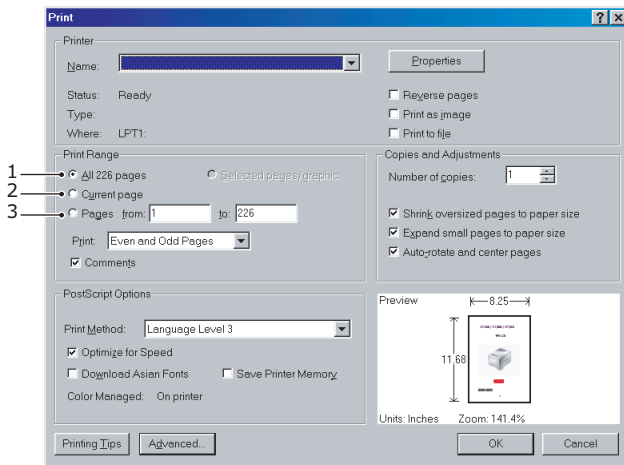 Print
Printer
Name:
Properties
Status: Ready
Reverse pages
Type:
Print as image
Where: LPT1:
Print to file
Print Range
Copies and Adjustments
1
All 226 pages
Selected pages/graphic
Number of copies: 1
2
Current page
3
Pages from: 1 to: 226
Shrink oversized pages to paper size
Print: Even and Odd Pages
Expand small pages to paper size
Comments
Auto-rotate and center pages
PostScript Options
Preview
8.25
Print Method: Language Level 3
Optimize for Speed
11.68
Download Asian Fonts
Save Printer Memory
Color Managed: On printer
Units: Inches Zoom: 141.4%
Printing Tips
Advanced...
OK
Cancel